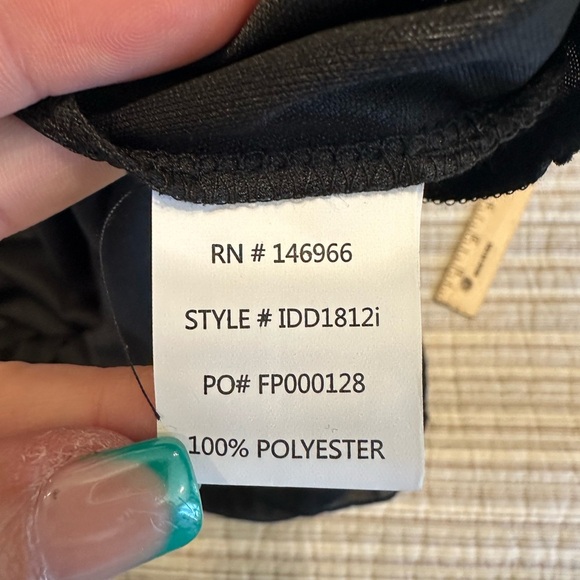 RN # 146966
STYLE # IDD1812i
PO# FP000128
100% POLYESTER